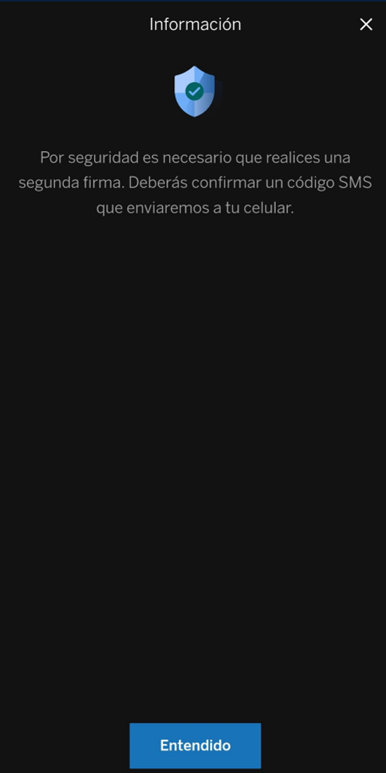 Información
Por seguridad es necesario que realices una
segunda firma. Deberás confirmar un código SMS
que enviaremos a tu celular.
Entendido